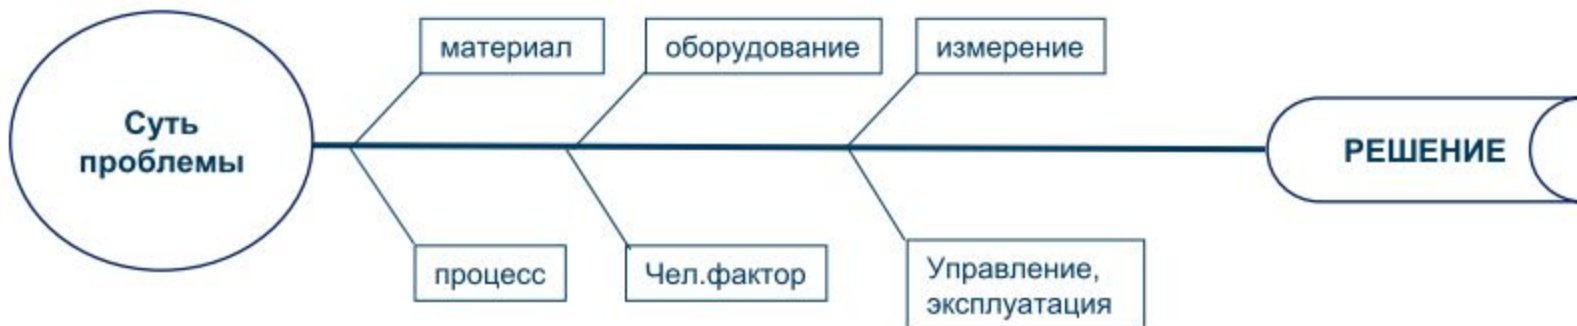 материал
оборудование
измерение
Суть
проблемы
РЕШЕНИЕ
процесс
Чел.фактор
Управление,
эксплуатация